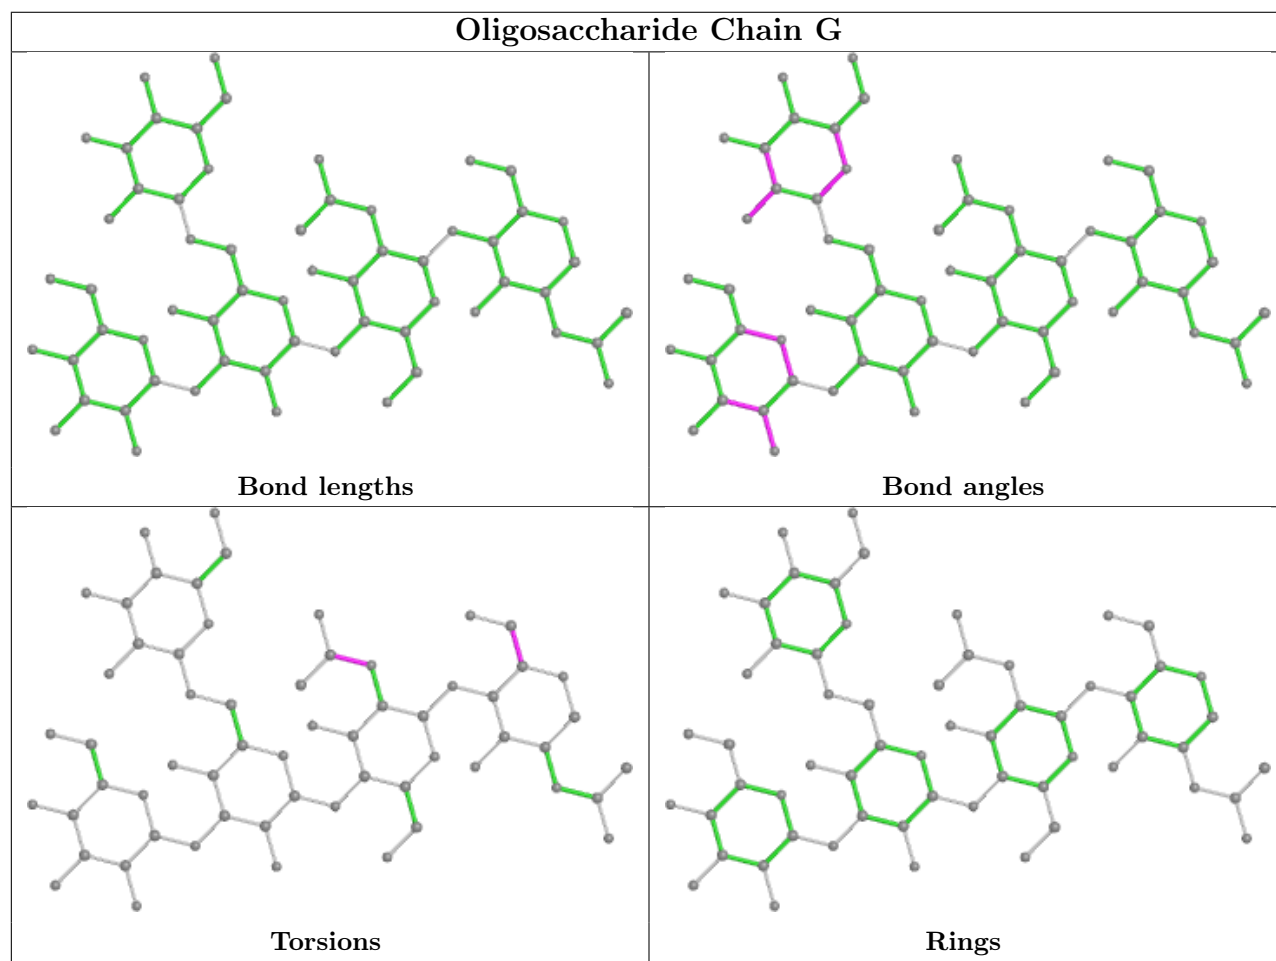 Oligosaccharide Chain G
Bond lengths
Bond angles
Torsions
Rings